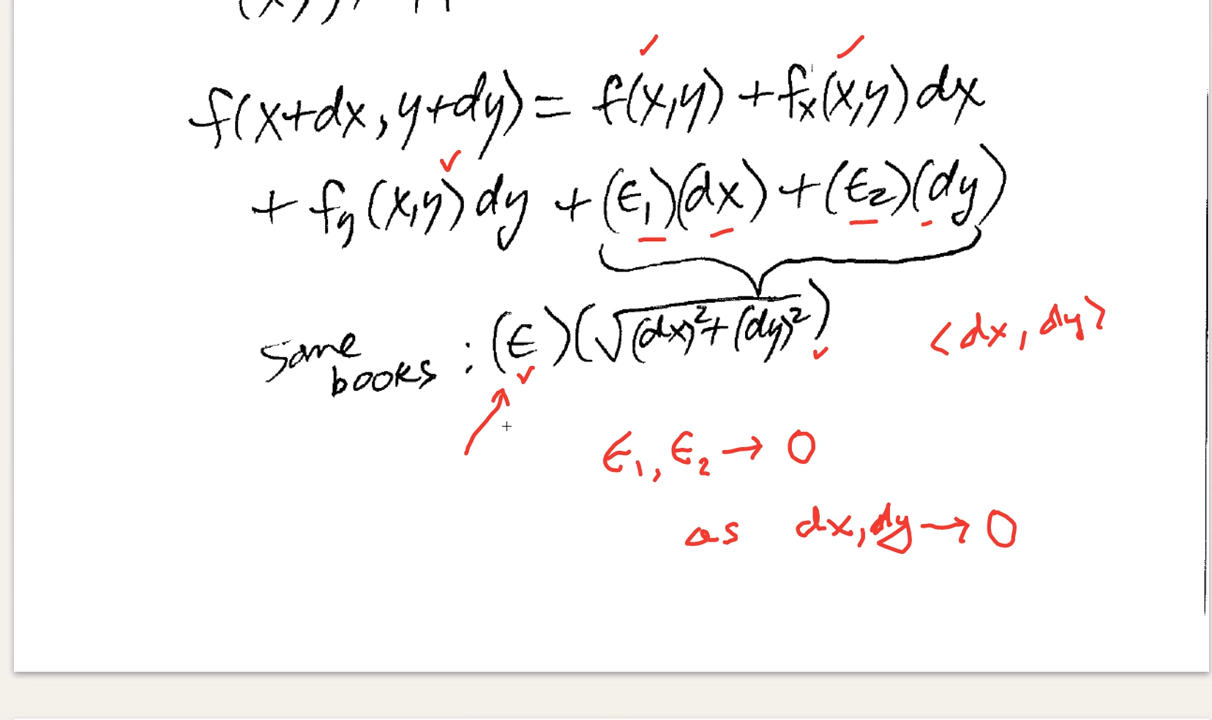 f(x+dx, y+dy) = f(x,y) + fₓ(x,y) dx
+ f_y(x,y) dy + (ϵ₁)(dx) + (ϵ₂)(dy)
Some books : (ϵ)(√((dx)²+(dy)²))
<dx, dy>
ϵ₁, ϵ₂ → 0
as dx, dy → 0